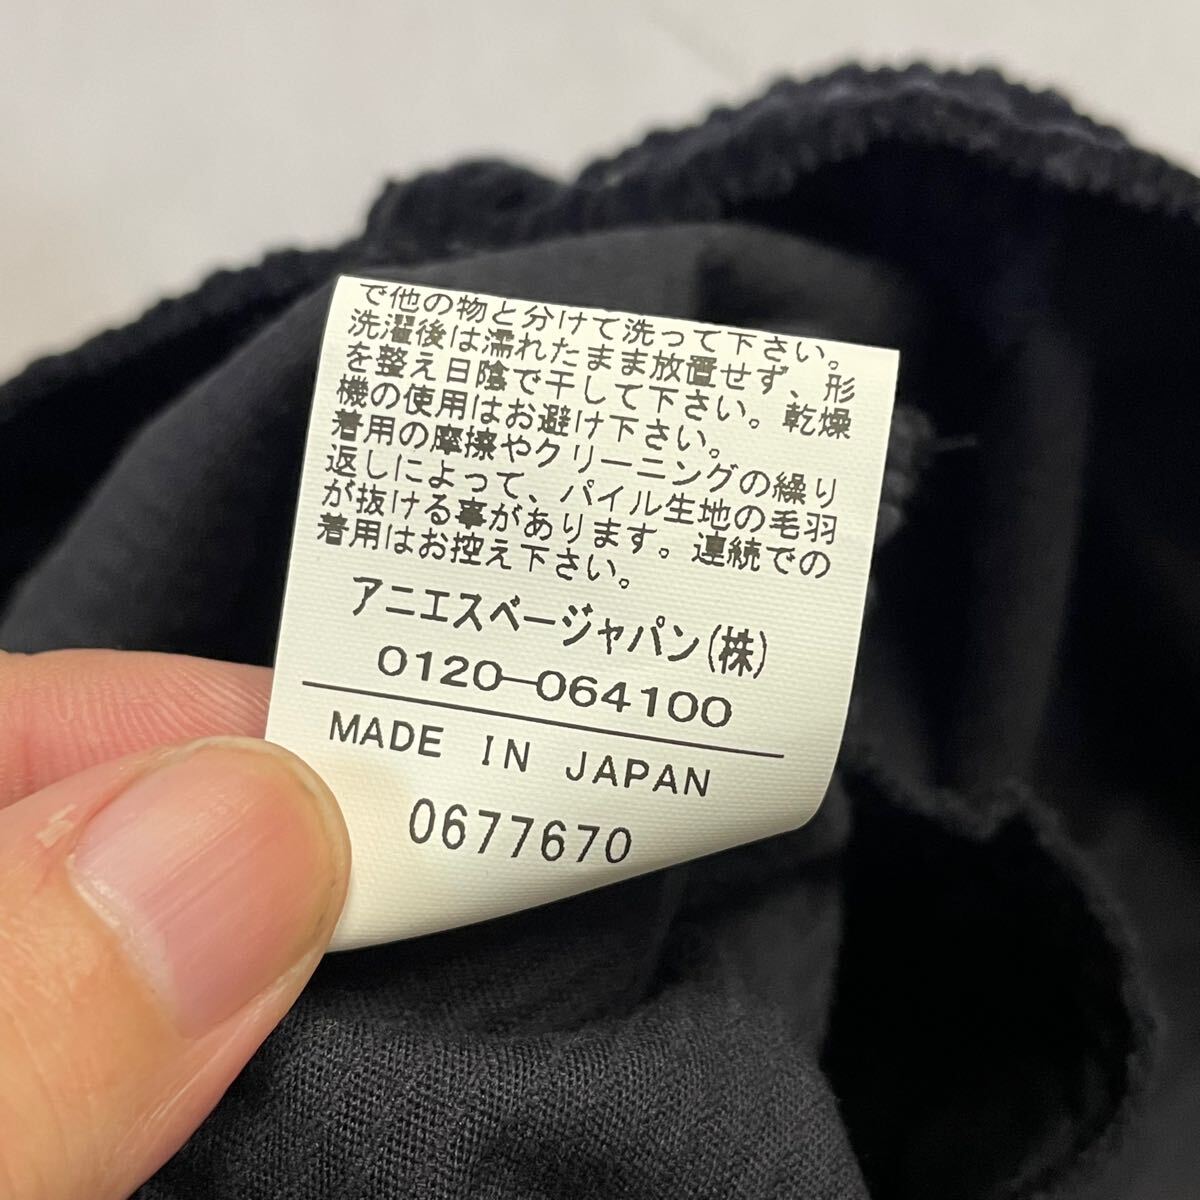 で他の物と分けて洗って下さい。
洗濯後は濡れたまま放置せず、形
を整え日陰で干して下さい。乾燥
機の使用はお避け下さい。
着用の摩擦やクリーニングの繰り
返しによって、パイル生地の毛羽
が抜ける事があります。連続での
着用はお控え下さい。
アニエスベージャパン(株)
0120-064100
MADE IN JAPAN
0677670